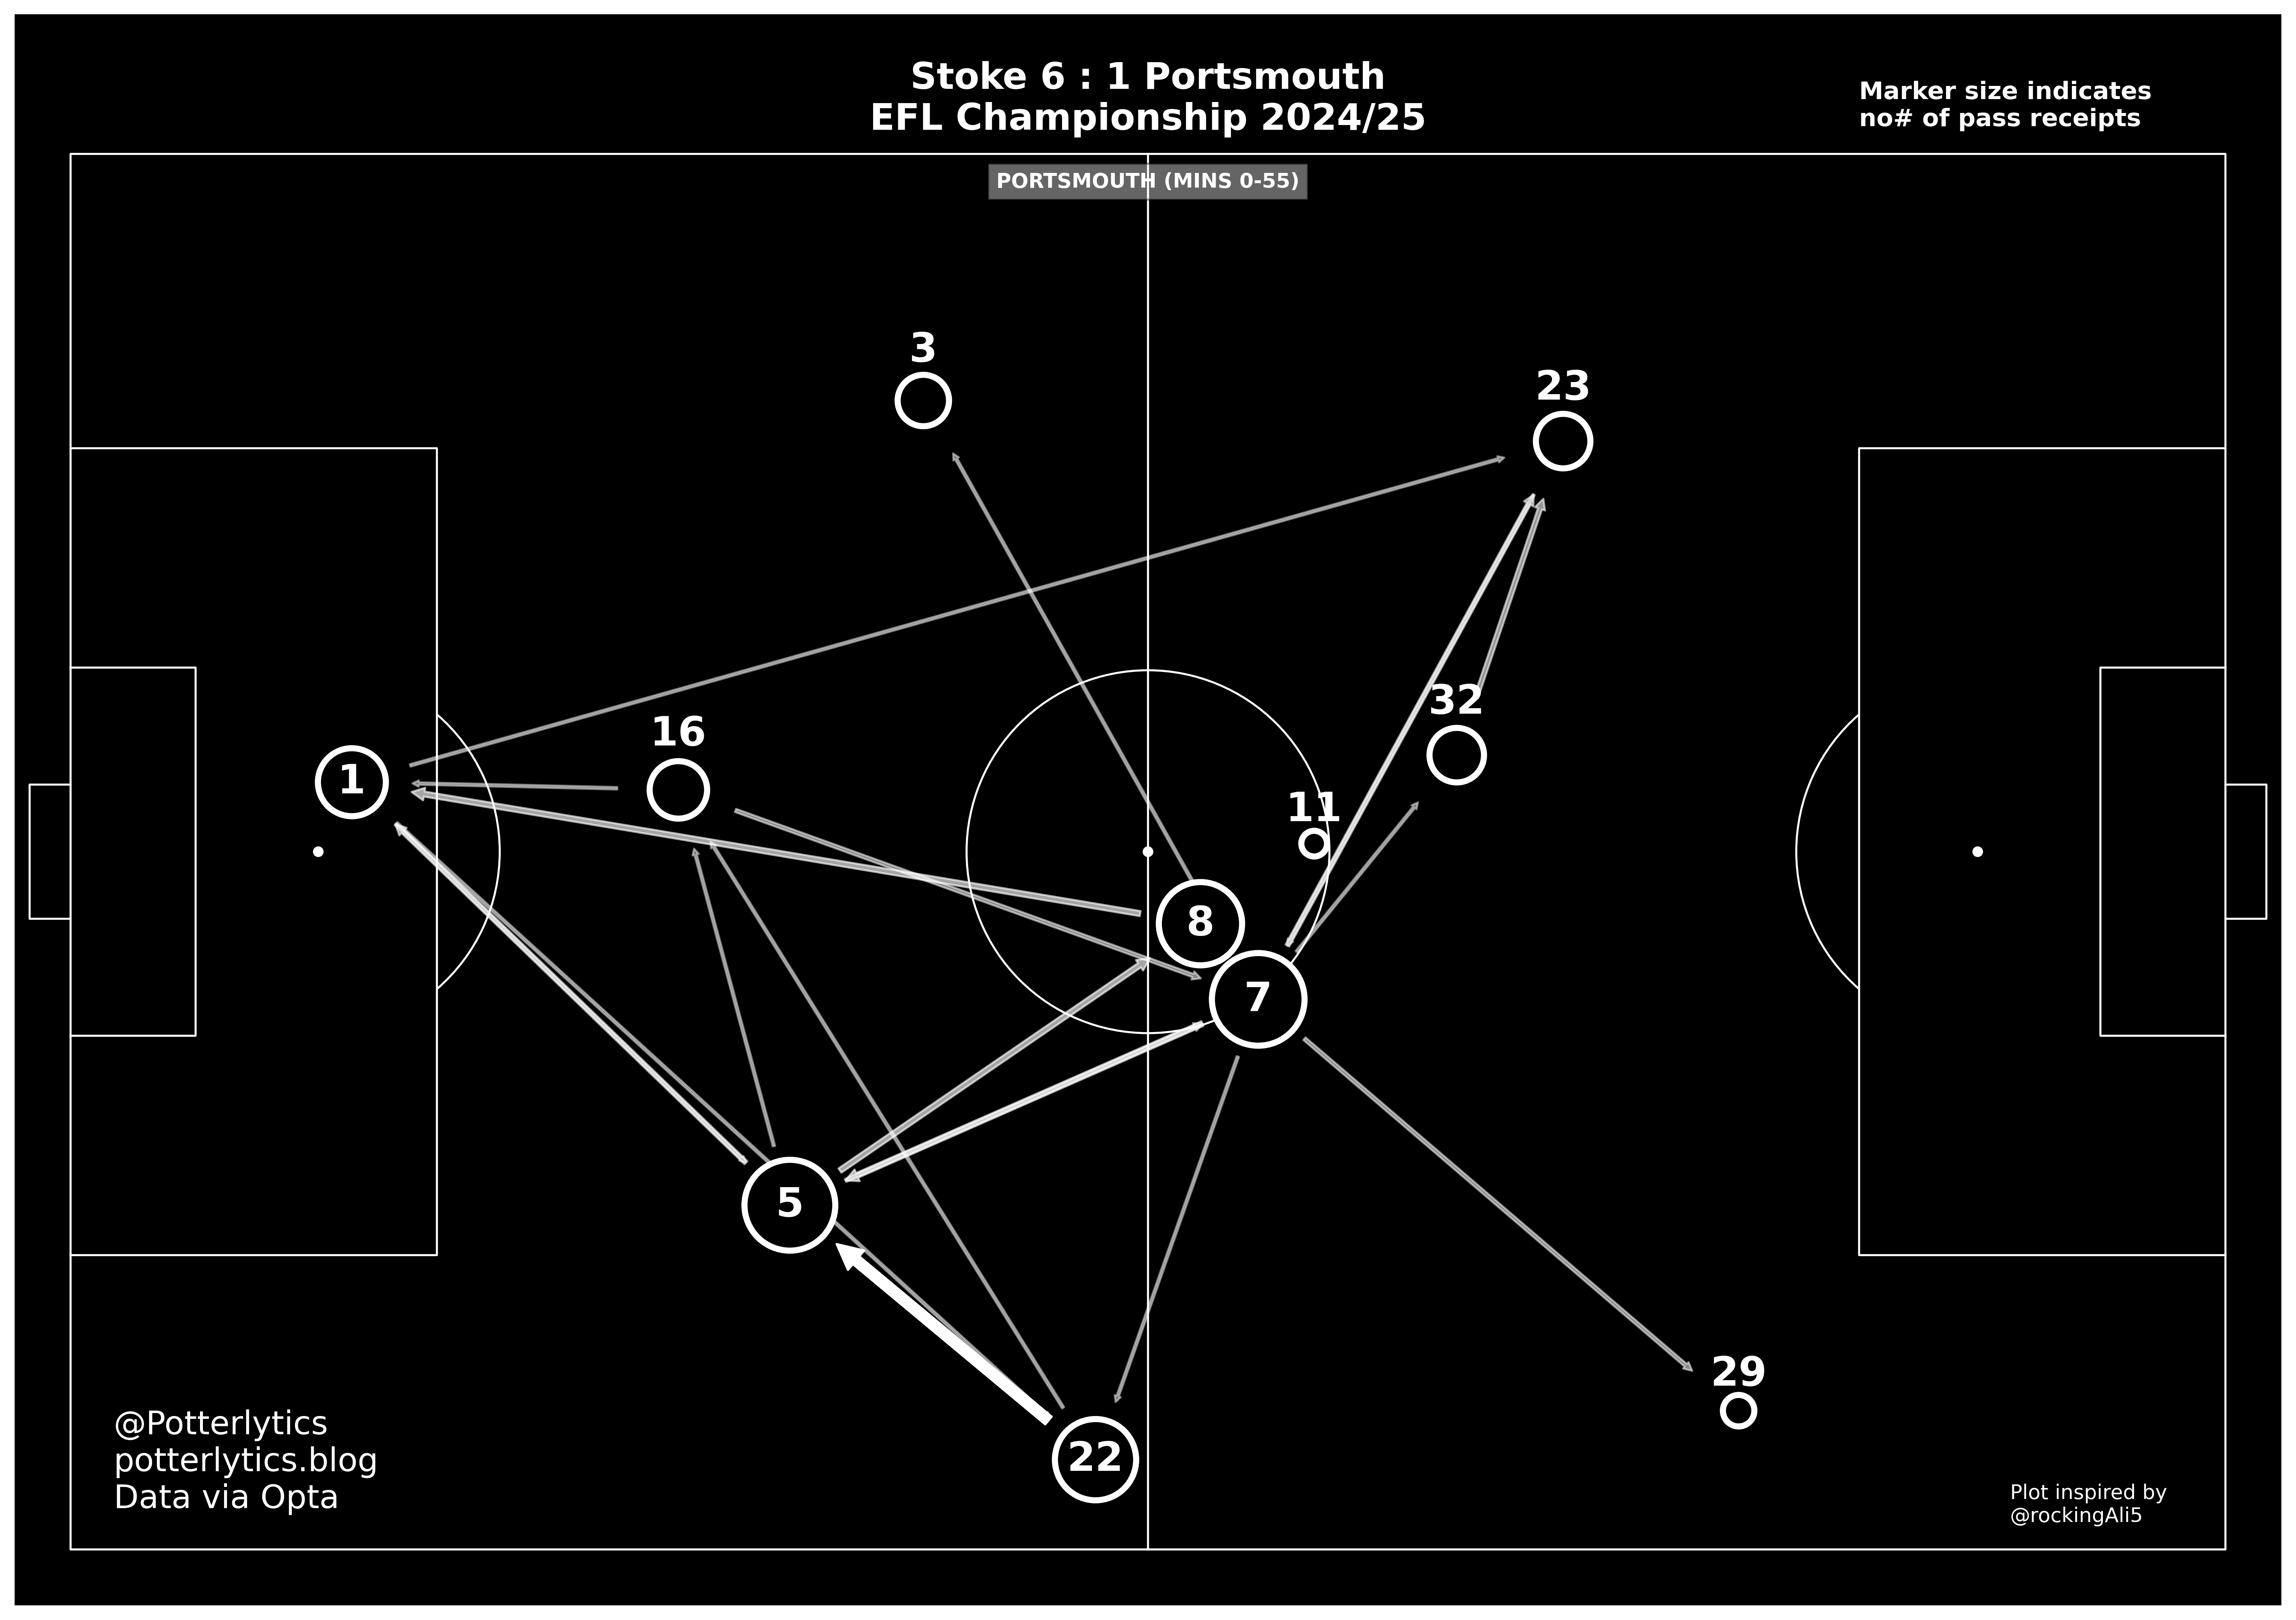 Stoke 6 : 1 Portsmouth
EFL Championship 2024/25
Marker size indicates
no# of pass receipts
PORTSMOUTH (MINS 0-55)
3
23
32
16
1
11
8
7
5
29
22
@Potterlytics
potterlytics.blog
Data via Opta
Plot inspired by
@rockingAli5